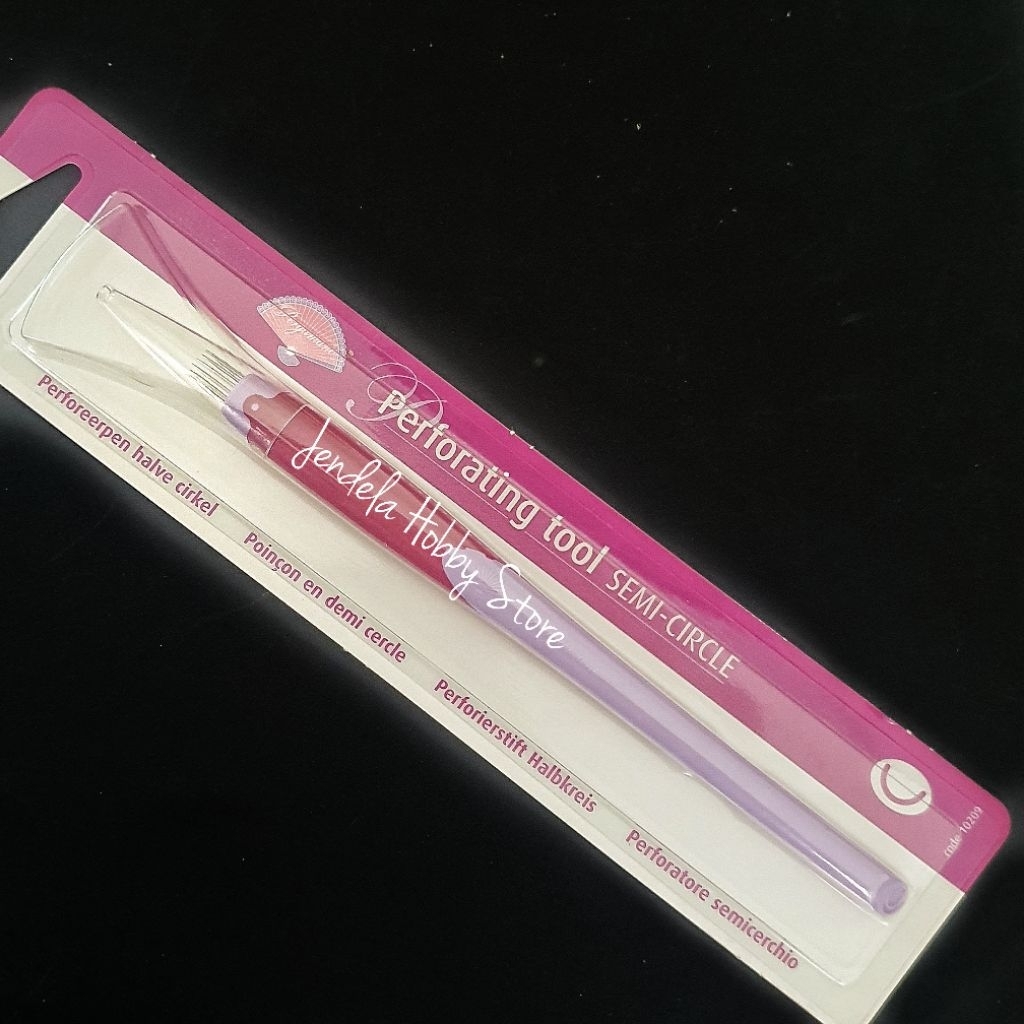 Pergamano
Perforating tool SEMI-CIRCLE
Jendela Hobby Store
Perforeerpen halve cirkel
Poinçon en demi cercle
Perforierstift Halbkreis
Perforatore semicerchio
code 10209